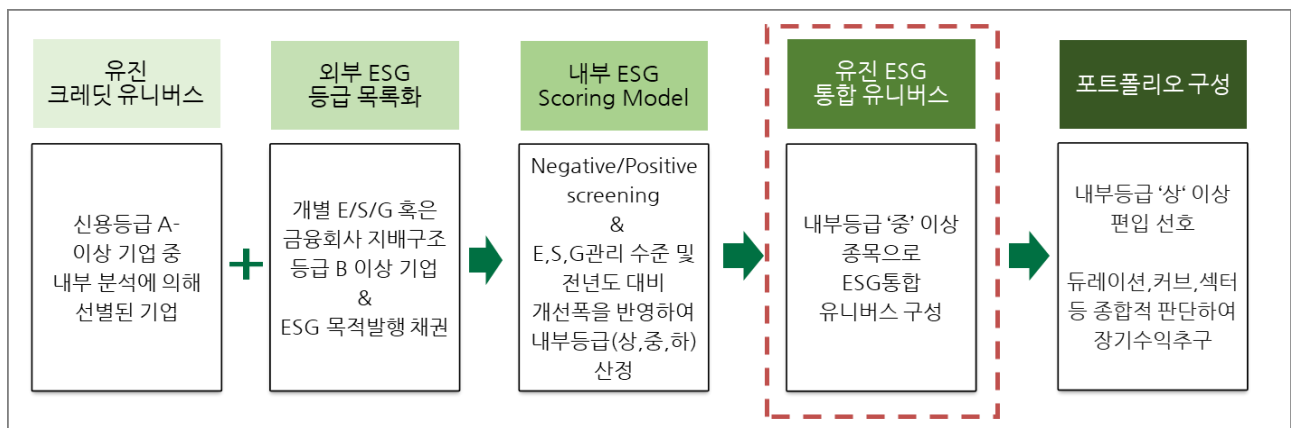 유진
크레딧 유니버스
외부 ESG
등급 목록화
내부 ESG
Scoring Model
유진 ESG
통합 유니버스
포트폴리오 구성
신용등급 A-
이상 기업 중
내부 분석에 의해
선별된 기업
+
개별 E/S/G 혹은
금융회사 지배구조
등급 B 이상 기업
&
ESG 목적발행 채권
Negative/Positive
screening
&
E,S,G관리 수준 및
전년도 대비
개선폭을 반영하여
내부등급(상,중,하)
산정
내부등급 ‘중’ 이상
종목으로
ESG통합
유니버스 구성
내부등급 ‘상‘ 이상
편입 선호
듀레이션,커브,섹터
등 종합적 판단하여
장기수익추구